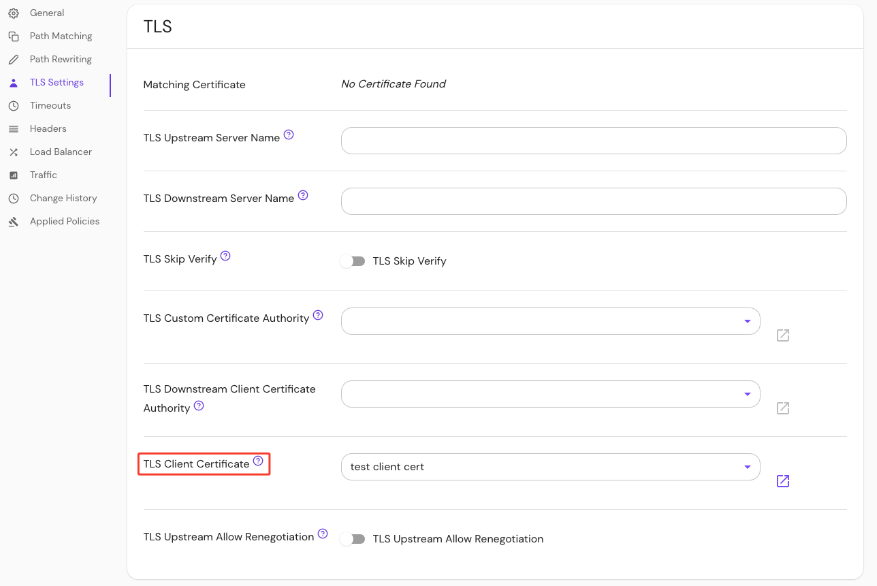 General
Path Matching
Path Rewriting
TLS Settings
Timeouts
Headers
Load Balancer
Traffic
Change History
Applied Policies
TLS
Matching Certificate No Certificate Found
TLS Upstream Server Name
TLS Downstream Server Name
TLS Skip Verify TLS Skip Verify
TLS Custom Certificate Authority
TLS Downstream Client Certificate
Authority
TLS Client Certificate test client cert
TLS Upstream Allow Renegotiation TLS Upstream Allow Renegotiation